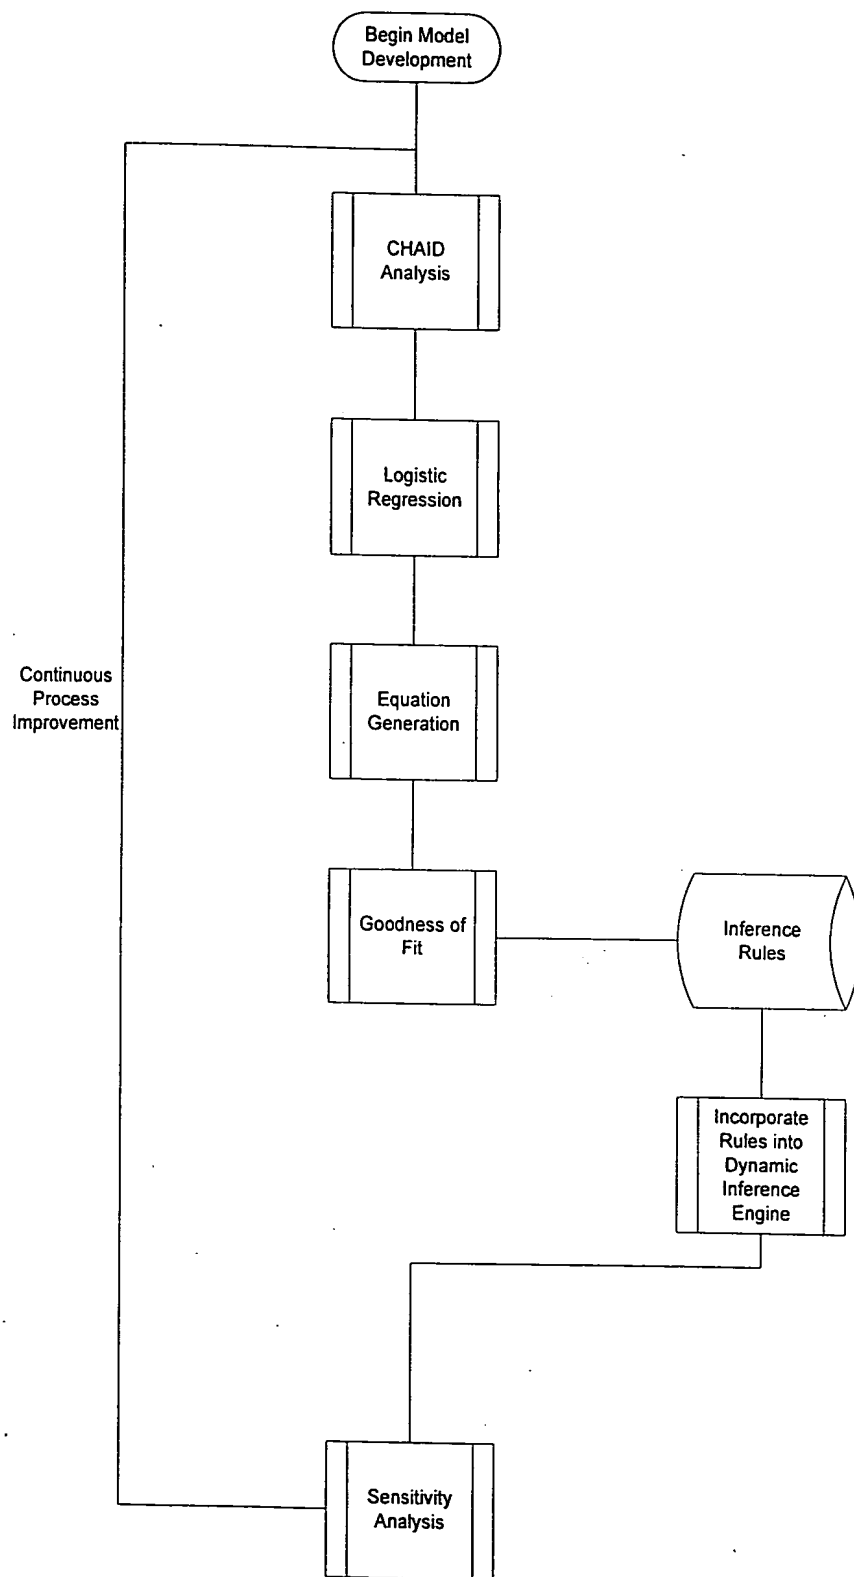 Begin Model
Development
CHAID
Analysis
Logistic
Regression
Continuous
Process
Improvement
Equation
Generation
Goodness of
Fit
Inference
Rules
Incorporate
Rules into
Dynamic
Inference
Engine
Sensitivity
Analysis